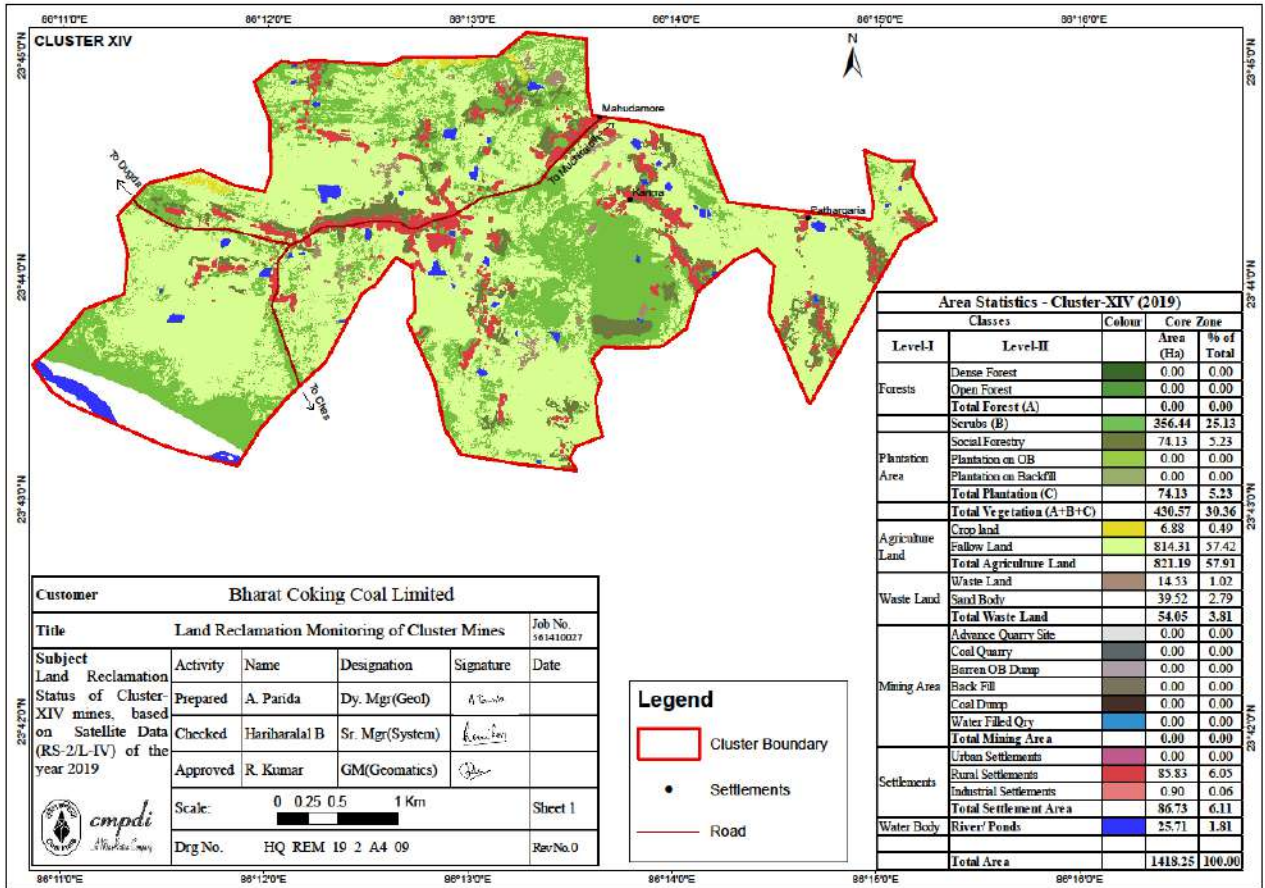 86°11'0"E 86°12'0"E 86°13'0"E 86°14'0"E 86°15'0"E 86°16'0"E
CLUSTER XIV
N
23°45'0"N 23°45'0"N
Mahudamore
To Dugda
Kandra
Pathargaria
23°44'0"N 23°44'0"N
To Chas
23°43'0"N 23°43'0"N
23°42'0"N 23°42'0"N
Area Statistics - Cluster-XIV (2019)
Classes Colour Core Zone
Level-I Level-II Area (Ha) % of Total
Forests
Dense Forest 0.00 0.00
Open Forest 0.00 0.00
Total Forest (A) 0.00 0.00
Scrubs (B) 356.44 25.13
Plantation Area
Social Forestry 74.13 5.23
Plantation on OB 0.00 0.00
Plantation on Backfill 0.00 0.00
Total Plantation (C) 74.13 5.23
Total Vegetation (A+B+C) 430.57 30.36
Agriculture Land
Crop land 6.88 0.49
Fallow Land 814.31 57.42
Total Agriculture Land 821.19 57.91
Waste Land
Waste Land 14.53 1.02
Sand Body 39.52 2.79
Total Waste Land 54.05 3.81
Mining Area
Advance Quarry Site 0.00 0.00
Coal Quarry 0.00 0.00
Barren OB Dump 0.00 0.00
Back Fill 0.00 0.00
Coal Dump 0.00 0.00
Water Filled Qry 0.00 0.00
Total Mining Area 0.00 0.00
Settlements
Urban Settlements 0.00 0.00
Rural Settlements 85.83 6.05
Industrial Settlements 0.90 0.06
Total Settlement Area 86.73 6.11
Water Body River/ Ponds 25.71 1.81
Total Area 1418.25 100.00
Customer Bharat Coking Coal Limited
Title Land Reclamation Monitoring of Cluster Mines Job No. 561410027
Subject
Land Reclamation
Status of Cluster-
XIV mines, based
on Satellite Data
(RS-2/L-IV) of the
year 2019
Activity Name Designation Signature Date
Prepared A. Parida Dy. Mgr(Geol)
Checked Hariharalal B Sr. Mgr(System)
Approved R. Kumar GM(Geomatics)
cmpdi
Scale: 0 0.25 0.5 1 Km Sheet 1
Drg No. HQ REM 19 2 A4 09 Rev No.0
Legend
Cluster Boundary
Settlements
Road
86°11'0"E 86°12'0"E 86°13'0"E 86°14'0"E 86°15'0"E 86°16'0"E